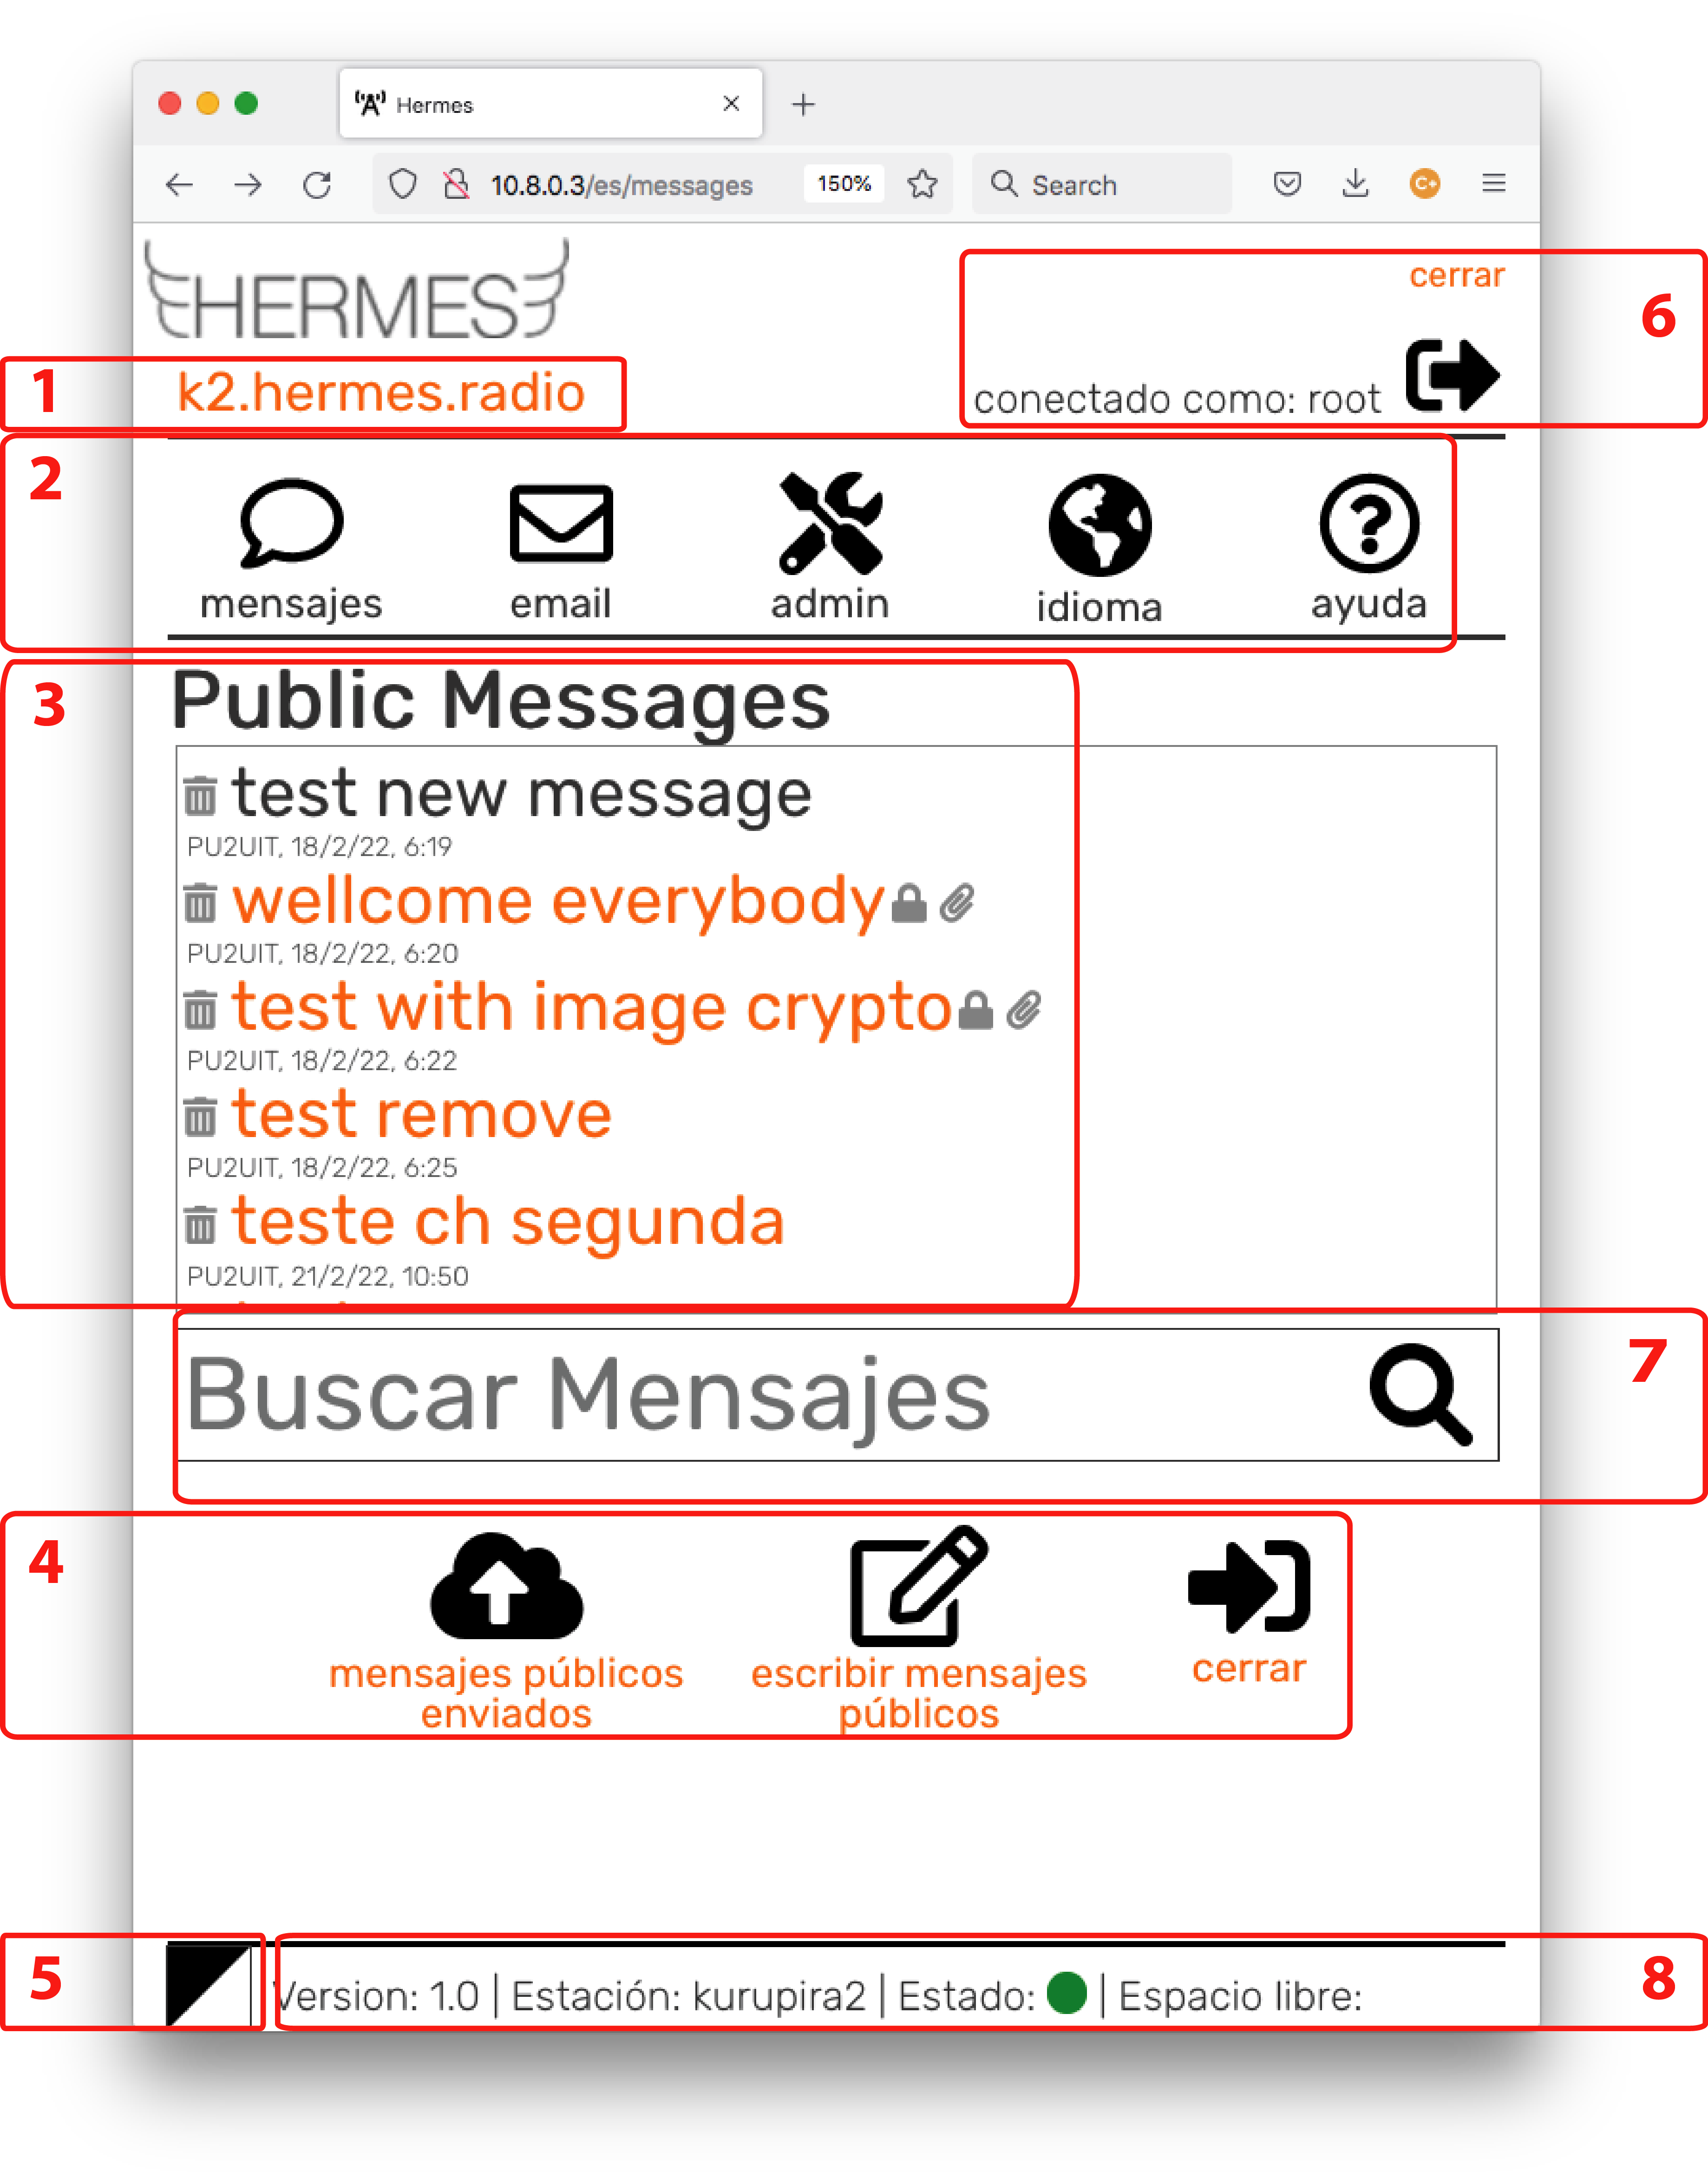 Hermes
10.8.0.3/es/messages 150% Search
HERMES
cerrar
6
1 k2.hermes.radio
conectado como: root
2
mensajes email admin idioma ayuda
3 Public Messages
test new message
PU2UIT, 18/2/22, 6:19
wellcome everybody
PU2UIT, 18/2/22, 6:20
test with image crypto
PU2UIT, 18/2/22, 6:22
test remove
PU2UIT, 18/2/22, 6:25
teste ch segunda
PU2UIT, 21/2/22, 10:50
7
Buscar Mensajes
4
mensajes públicos
enviados
escribir mensajes
públicos
cerrar
5
Version: 1.0 | Estación: kurupira2 | Estado: | Espacio libre:
8